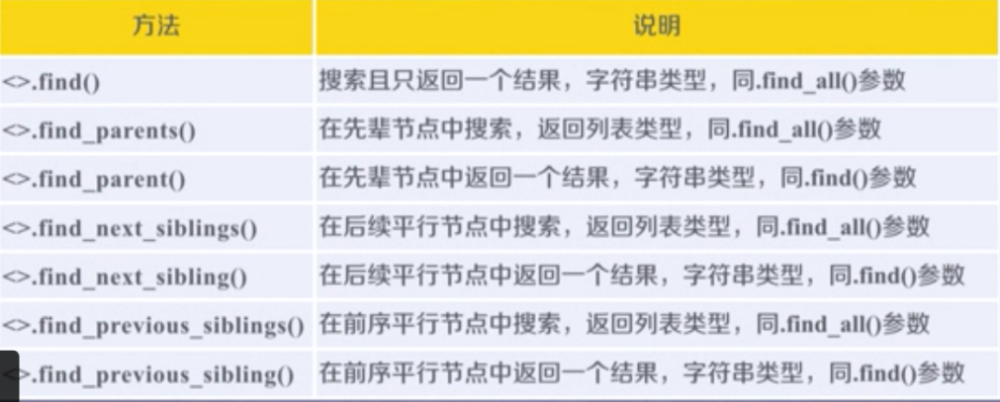 方法 说明
<>.find() 搜索且只返回一个结果，字符串类型，同.find_all()参数
<>.find_parents() 在先辈节点中搜索，返回列表类型，同.find_all()参数
<>.find_parent() 在先辈节点中返回一个结果，字符串类型，同.find()参数
<>.find_next_siblings() 在后续平行节点中搜索，返回列表类型，同.find_all()参数
<>.find_next_sibling() 在后续平行节点中返回一个结果，字符串类型，同.find()参数
<>.find_previous_siblings() 在前序平行节点中搜索，返回列表类型，同.find_all()参数
<>.find_previous_sibling() 在前序平行节点中返回一个结果，字符串类型，同.find()参数